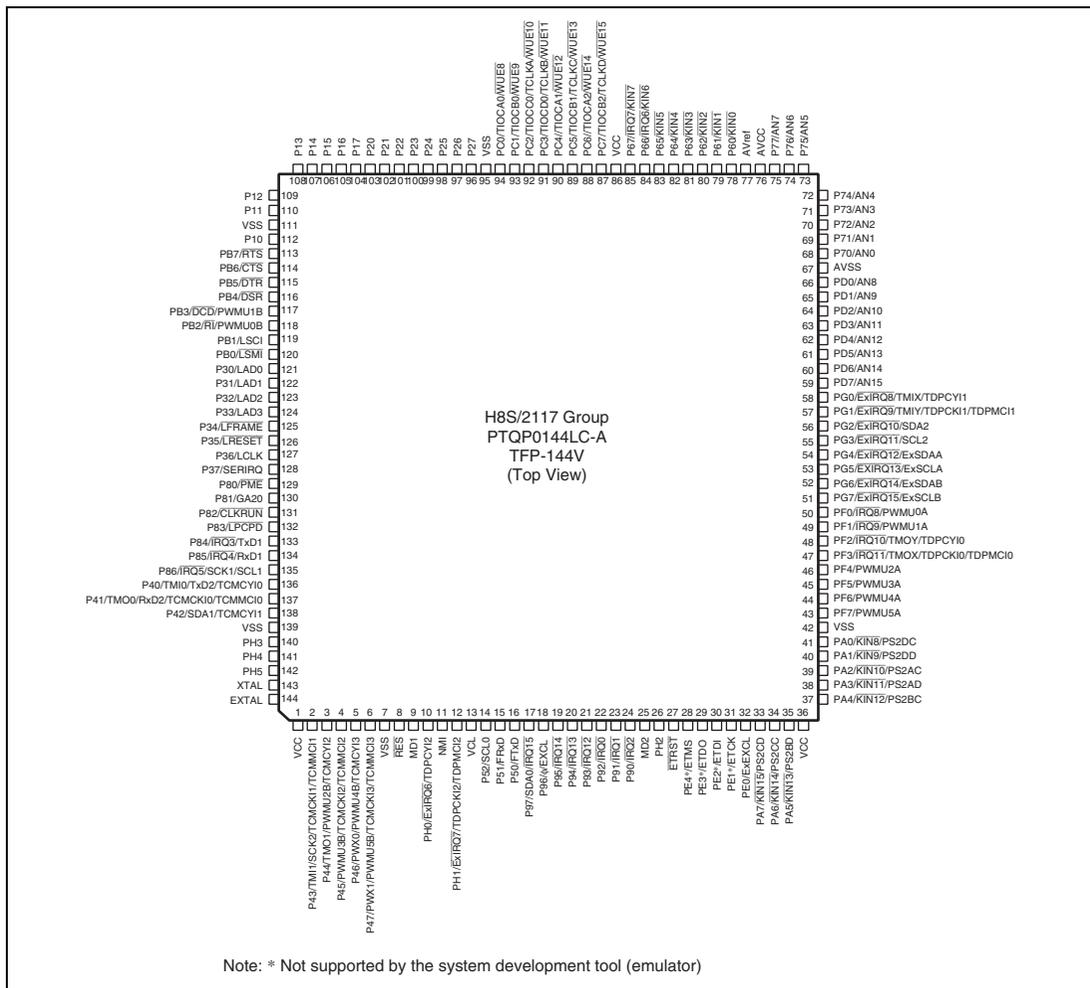 P13
P14
P15
P16
P17
P20
P21
P22
P23
P24
P25
P26
P27
VSS
PC0/TIOCA0/WUE8
PC1/TIOCB0/WUE9
PC2/TIOCC0/TCLKA/WUE10
PC3/TIOCD0/TCLKB/WUE11
PC4//TIOCA1/WUE12
PC5/TIOCB1/TCLKC/WUE13
PC6//TIOCA2/WUE14
PC7/TIOCB2/TCLKD/WUE15
VCC
P67/IRQ7/KIN7
P66/IRQ6/KIN6
P65/KIN5
P64/KIN4
P63/KIN3
P62/KIN2
P61/KIN1
P60/KIN0
AVref
AVCC
P77/AN7
P76/AN6
P75/AN5
108 107 106 105 104 103 102 101 100 99 98 97 96 95 94 93 92 91 90 89 88 87 86 85 84 83 82 81 80 79 78 77 76 75 74 73
P12 109
P11 110
VSS 111
P10 112
PB7/RTS 113
PB6/CTS 114
PB5/DTR 115
PB4/DSR 116
PB3/DCD/PWMU1B 117
PB2/RI/PWMU0B 118
PB1/LSCI 119
PB0/LSMI 120
P30/LAD0 121
P31/LAD1 122
P32/LAD2 123
P33/LAD3 124
P34/LFRAME 125
P35/LRESET 126
P36/LCLK 127
P37/SERIRQ 128
P80/PME 129
P81/GA20 130
P82/CLKRUN 131
P83/LPCPD 132
P84/IRQ3/TxD1 133
P85/IRQ4/RxD1 134
P86/IRQ5/SCK1/SCL1 135
P40/TMI0/TxD2/TCMCYI0 136
P41/TMO0/RxD2/TCMCKI0/TCMMCI0 137
P42/SDA1/TCMCYI1 138
VSS 139
PH3 140
PH4 141
PH5 142
XTAL 143
EXTAL 144
H8S/2117 Group
PTQP0144LC-A
TFP-144V
(Top View)
72 P74/AN4
71 P73/AN3
70 P72/AN2
69 P71/AN1
68 P70/AN0
67 AVSS
66 PD0/AN8
65 PD1/AN9
64 PD2/AN10
63 PD3/AN11
62 PD4/AN12
61 PD5/AN13
60 PD6/AN14
59 PD7/AN15
58 PG0/ExIRQ8/TMIX/TDPCYI1
57 PG1/ExIRQ9/TMIY/TDPCKI1/TDPMCI1
56 PG2/ExIRQ10/SDA2
55 PG3/ExIRQ11/SCL2
54 PG4/ExIRQ12/ExSDAA
53 PG5/EXIRQ13/ExSCLA
52 PG6/ExIRQ14/ExSDAB
51 PG7/ExIRQ15/ExSCLB
50 PF0/IRQ8/PWMU0A
49 PF1/IRQ9/PWMU1A
48 PF2/IRQ10/TMOY/TDPCYI0
47 PF3/IRQ11/TMOX/TDPCKI0/TDPMCI0
46 PF4/PWMU2A
45 PF5/PWMU3A
44 PF6/PWMU4A
43 PF7/PWMU5A
42 VSS
41 PA0/KIN8/PS2DC
40 PA1/KIN9/PS2DD
39 PA2/KIN10/PS2AC
38 PA3/KIN11/PS2AD
37 PA4/KIN12/PS2BC
1 2 3 4 5 6 7 8 9 10 11 12 13 14 15 16 17 18 19 20 21 22 23 24 25 26 27 28 29 30 31 32 33 34 35 36
VCC
P43/TMI1/SCK2/TCMCKI1/TCMMCI1
P44/TMO1/PWMU2B/TCMCYI2
P45/PWMU3B/TCMCKI2/TCMMCI2
P46/PWX0/PWMU4B/TCMCYI3
P47/PWX1/PWMU5B/TCMCKI3/TCMMCI3
VSS
RES
MD1
PH0/ExIRQ6/TDPCYI2
NMI
PH1/ExIRQ7/TDPCKI2/TDPMCI2
VCL
P52/SCL0
P51/FRxD
P50/FTxD
P97/SDA0/IRQ15
P96/φ/EXCL
P95/IRQ14
P94/IRQ13
P93/IRQ12
P92/IRQ0
P91/IRQ1
P90/IRQ2
MD2
PH2
ETRST
PE4*/ETMS
PE3*/ETDO
PE2*/ETDI
PE1*/ETCK
PE0/ExEXCL
PA7/KIN15/PS2CD
PA6/KIN14/PS2CC
PA5/KIN13/PS2BD
VCC
Note: * Not supported by the system development tool (emulator)